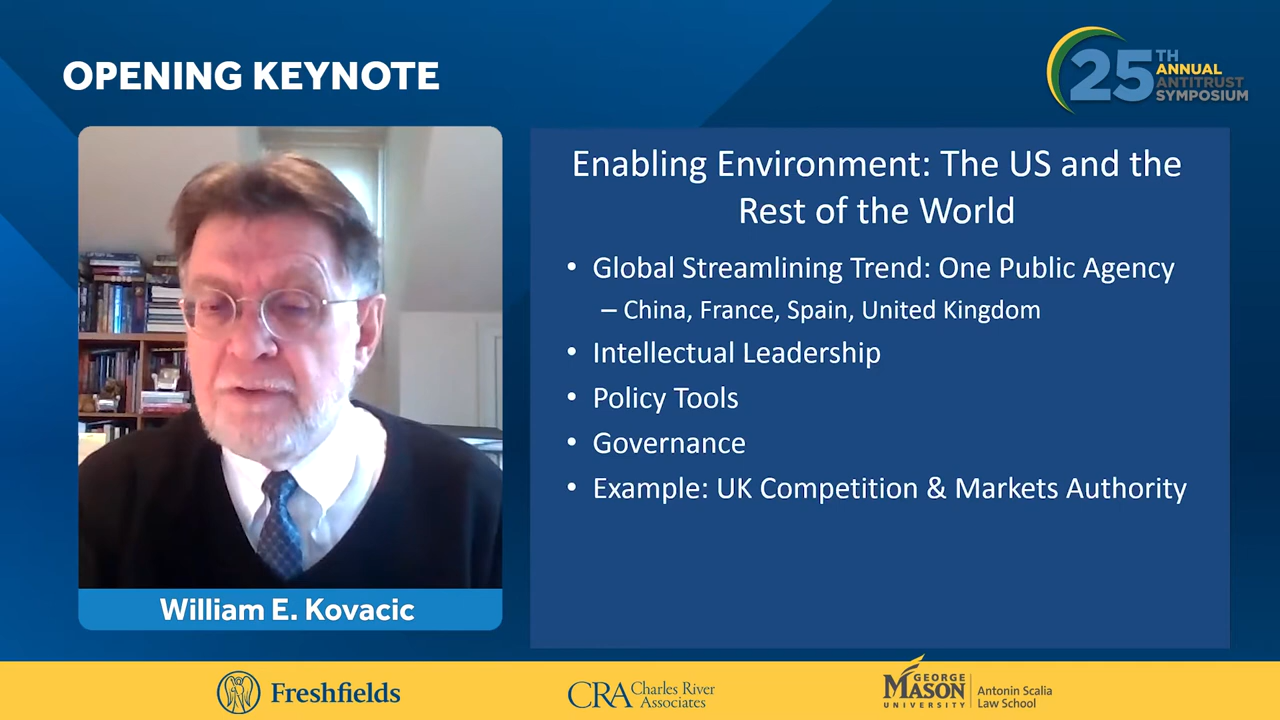 OPENING KEYNOTE
25TH
ANNUAL
ANTITRUST
SYMPOSIUM
Enabling Environment: The US and the
Rest of the World
• Global Streamlining Trend: One Public Agency
– China, France, Spain, United Kingdom
• Intellectual Leadership
• Policy Tools
• Governance
• Example: UK Competition & Markets Authority
William E. Kovacic
Freshfields
CRA Charles River
Associates
GEORGE
MASON
UNIVERSITY
Antonin Scalia
Law School